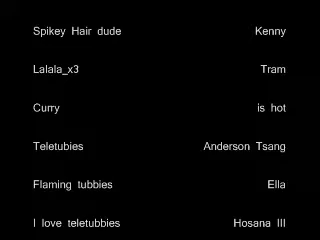 Spikey Hair dude Kenny
Lalala_x3 Tram
Curry is hot
Teletubies Anderson Tsang
Flaming tubbies Ella
I love teletubbies Hosana III